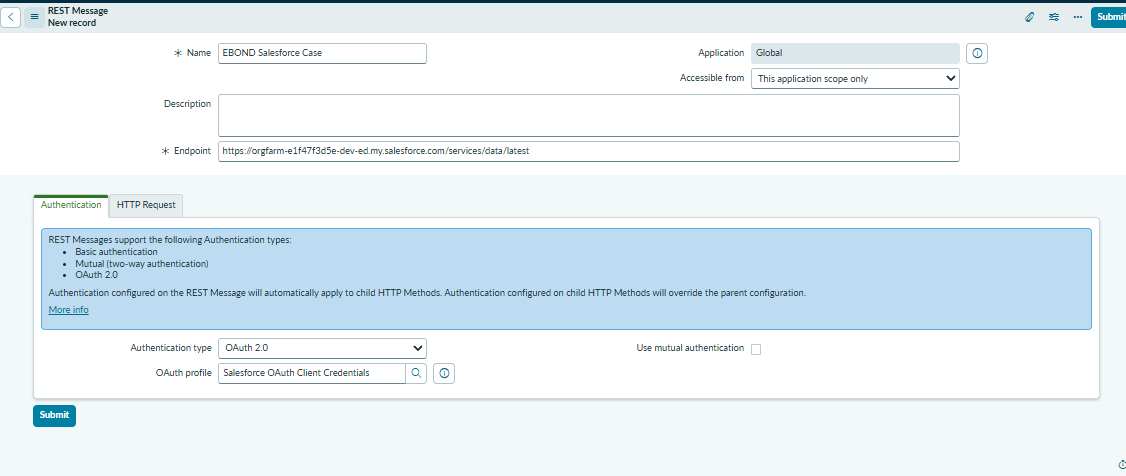 REST Message
New record
Submit
Name
EBOND Salesforce Case
Application
Global
Accessible from
This application scope only
Description
Endpoint
https://orgfarm-e1f47f3d5e-dev-ed.my.salesforce.com/services/data/latest
Authentication
HTTP Request
REST Messages support the following Authentication types:
Basic authentication
Mutual (two-way authentication)
OAuth 2.0
Authentication configured on the REST Message will automatically apply to child HTTP Methods. Authentication configured on child HTTP Methods will override the parent configuration.
More info
Authentication type
OAuth 2.0
Use mutual authentication
OAuth profile
Salesforce OAuth Client Credentials
Submit